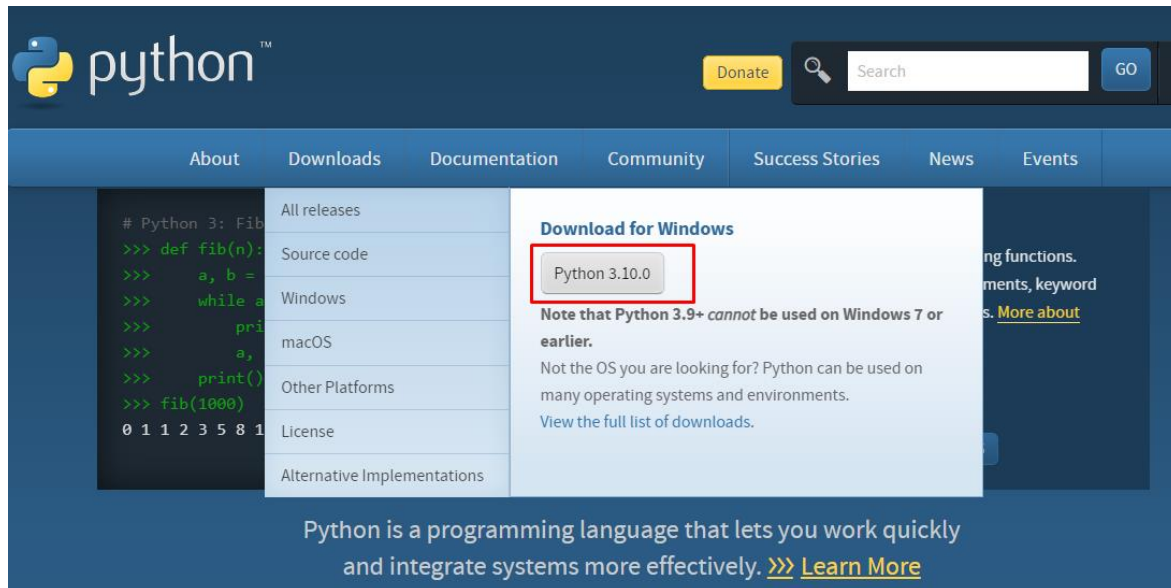 python™
Donate
Search
GO
About Downloads Documentation Community Success Stories News Events
# Python 3: Fib
>>> def fib(n):
>>> a, b =
>>> while a
>>> pri
>>> a,
>>> print()
>>> fib(1000)
0 1 1 2 3 5 8 1
All releases
Source code
Windows
macOS
Other Platforms
License
Alternative Implementations
Download for Windows
Python 3.10.0
Note that Python 3.9+ cannot be used on Windows 7 or
earlier.
Not the OS you are looking for? Python can be used on
many operating systems and environments.
View the full list of downloads.
ng functions.
ments, keyword
s. More about
Python is a programming language that lets you work quickly
and integrate systems more effectively. >>> Learn More